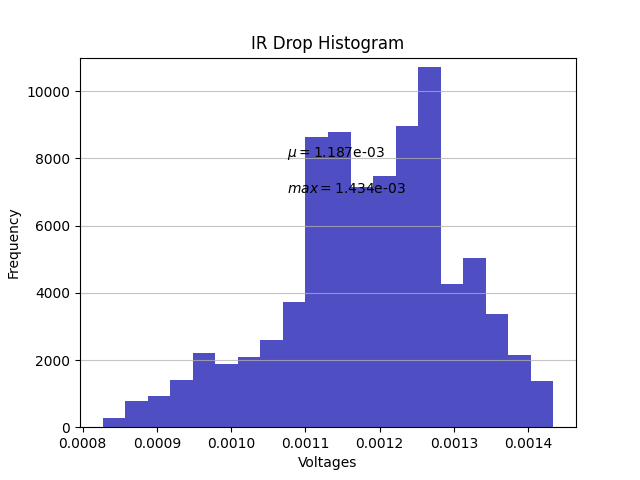 IR Drop Histogram
10000
8000
6000
4000
2000
0
Frequency
μ = 1.187e-03
max = 1.434e-03
0.0008 0.0009 0.0010 0.0011 0.0012 0.0013 0.0014
Voltages